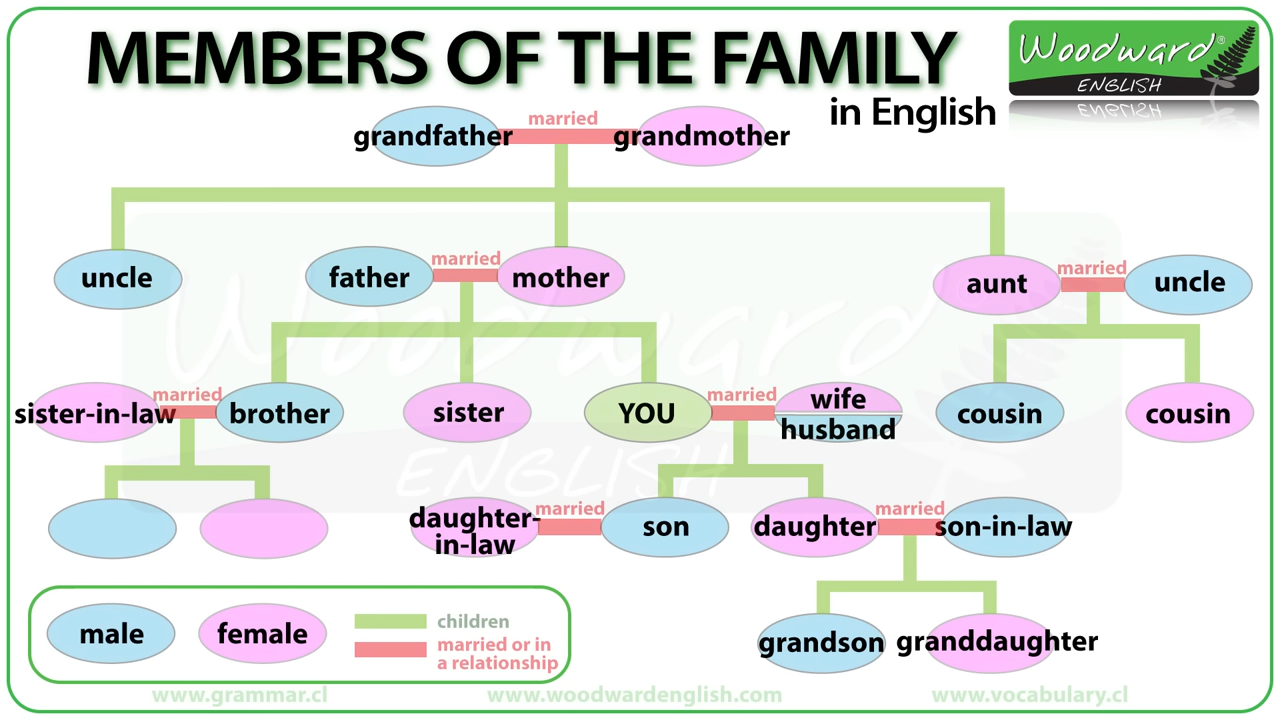 MEMBERS OF THE FAMILY
in English
Woodward®
ENGLISH
grandfather
married
grandmother
uncle
father
married
mother
aunt
married
uncle
sister-in-law
married
brother
sister
YOU
married
wife
husband
cousin
cousin
daughter-
in-law
married
son
daughter
married
son-in-law
grandson
granddaughter
male
female
children
married or in
a relationship
www.grammar.cl
www.woodwardenglish.com
www.vocabulary.cl
Woodward
ENGLISH